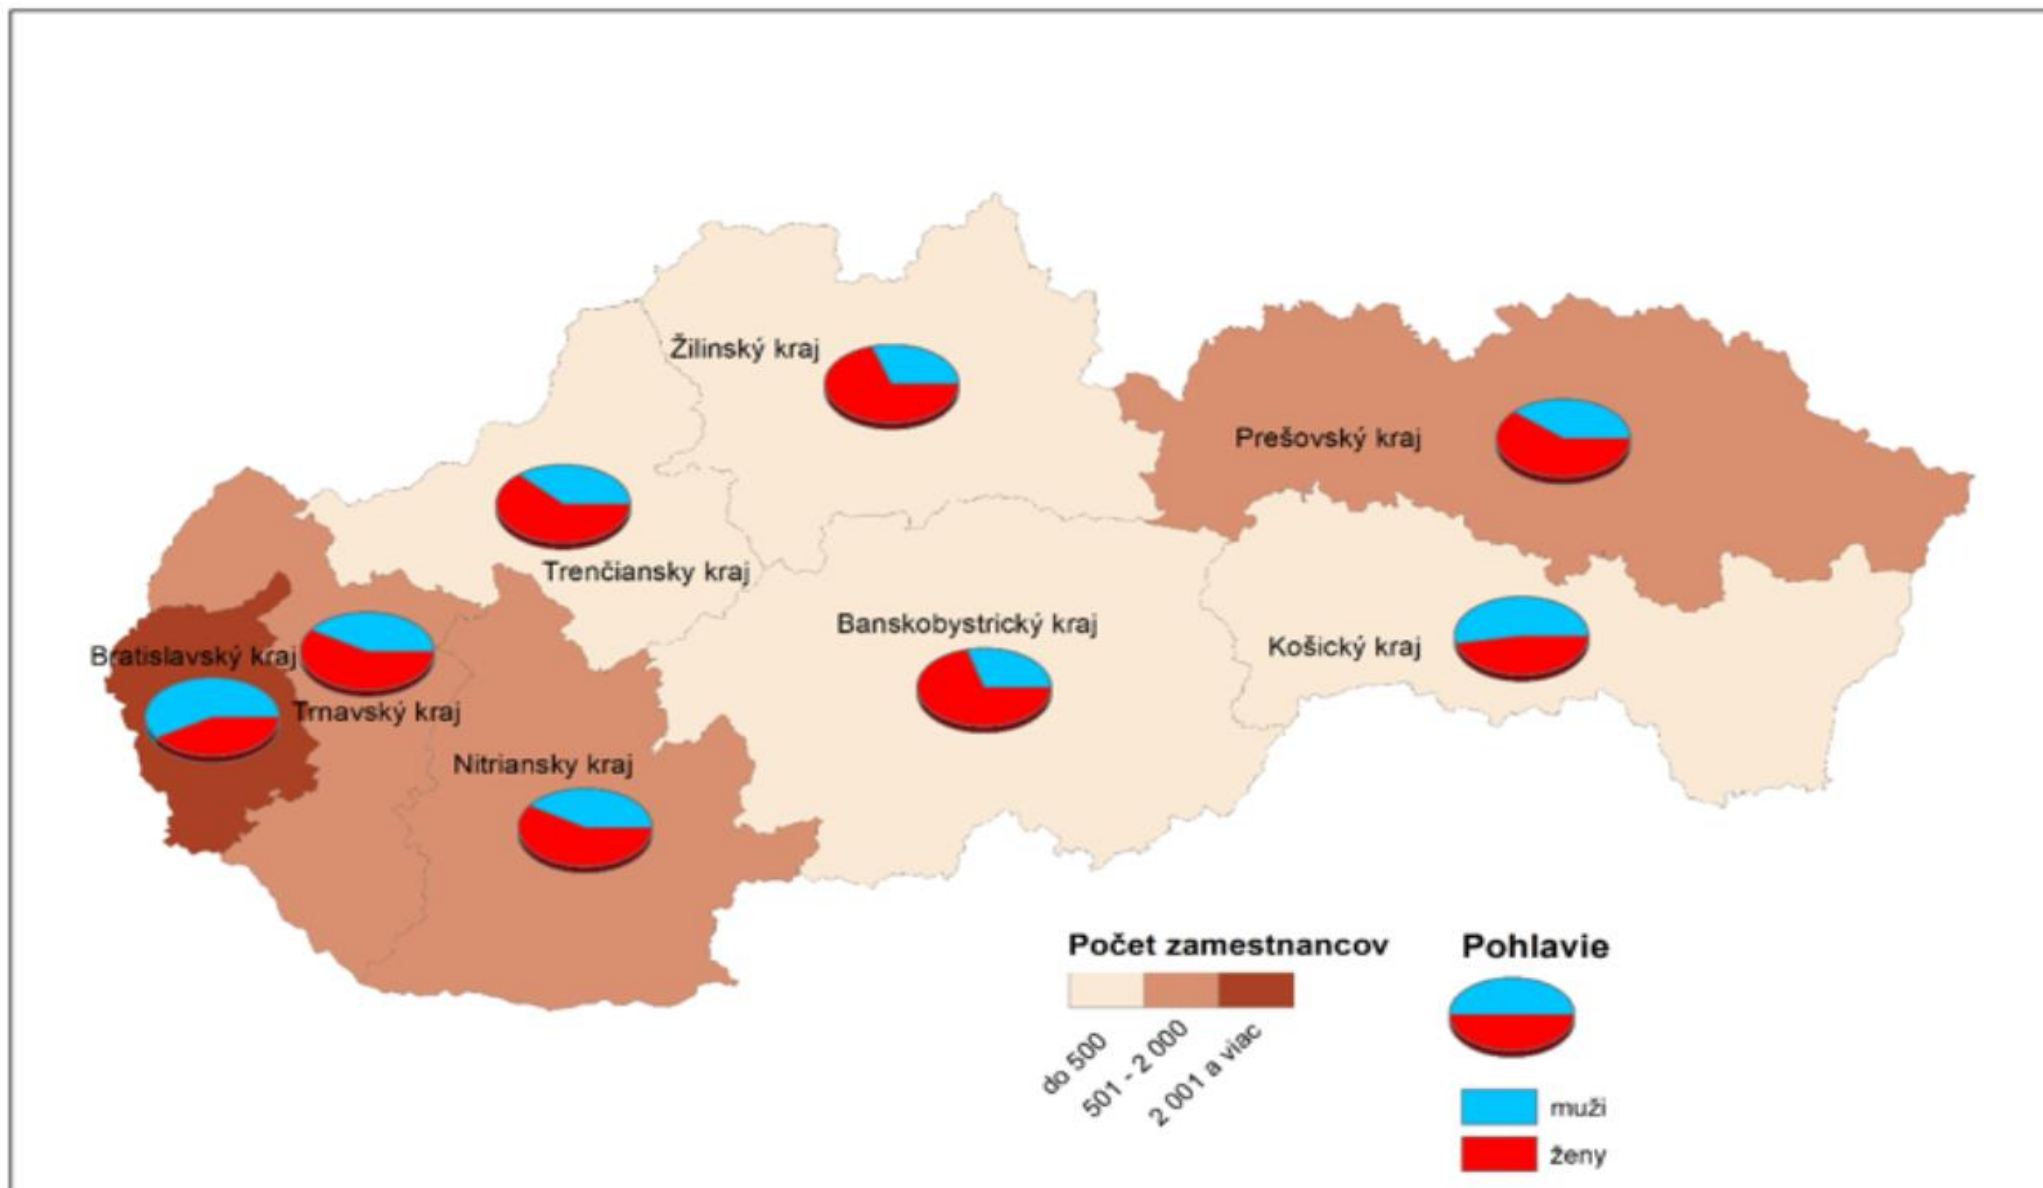 Žilinský kraj
Prešovský kraj
Trenčiansky kraj
Banskobystrický kraj
Košický kraj
Bratislavský kraj
Trnavský kraj
Nitriansky kraj
Počet zamestnancov
do 500
501 - 2 000
2 001 a viac
Pohlavie
muži
ženy